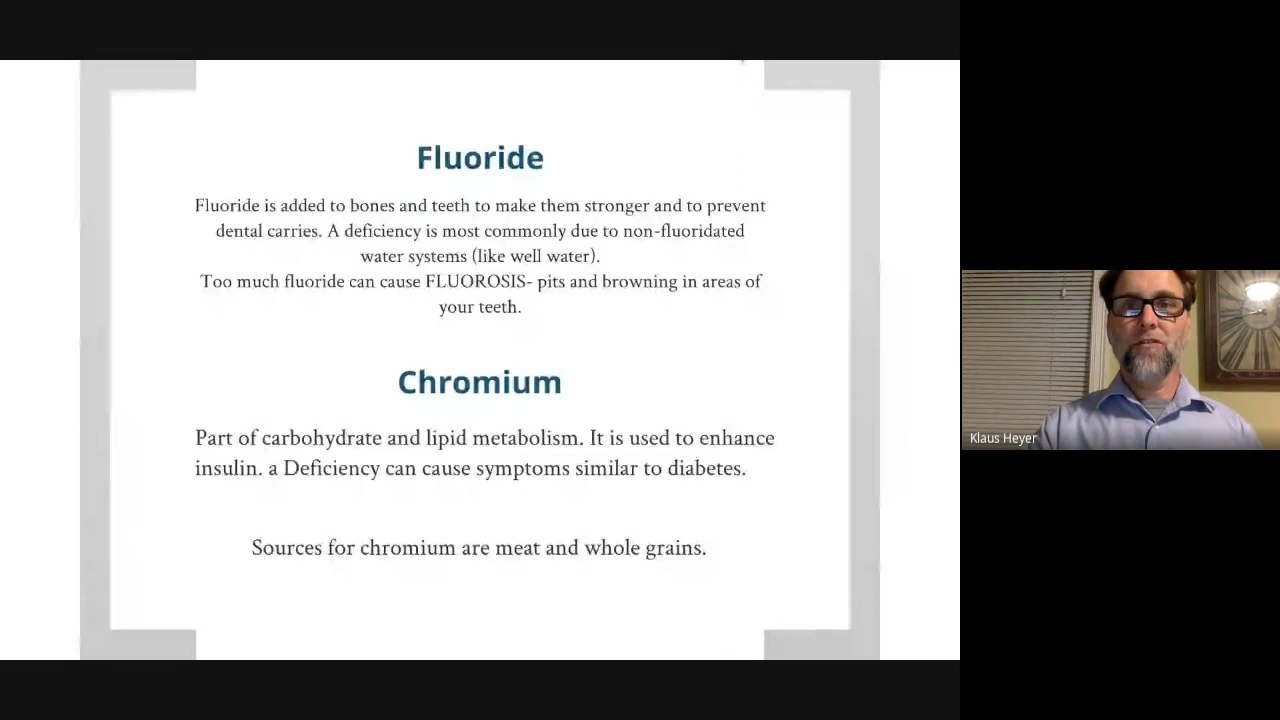 Fluoride
Fluoride is added to bones and teeth to make them stronger and to prevent
dental carries. A deficiency is most commonly due to non-fluoridated
water systems (like well water).
Too much fluoride can cause FLUOROSIS- pits and browning in areas of
your teeth.
Chromium
Part of carbohydrate and lipid metabolism. It is used to enhance
insulin. a Deficiency can cause symptoms similar to diabetes.
Sources for chromium are meat and whole grains.
Klaus Heyer